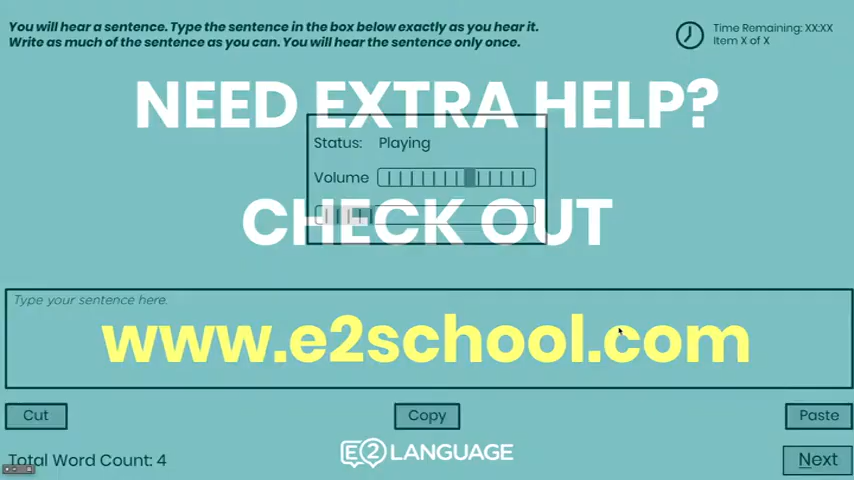 You will hear a sentence. Type the sentence in the box below exactly as you hear it.
Write as much of the sentence as you can. You will hear the sentence only once.
Time Remaining: XX:XX
Item X of X
NEED EXTRA HELP?
Status: Playing
Volume
CHECK OUT
Type your sentence here.
www.e2school.com
Cut
Copy
Paste
E2 LANGUAGE
Total Word Count: 4
Next